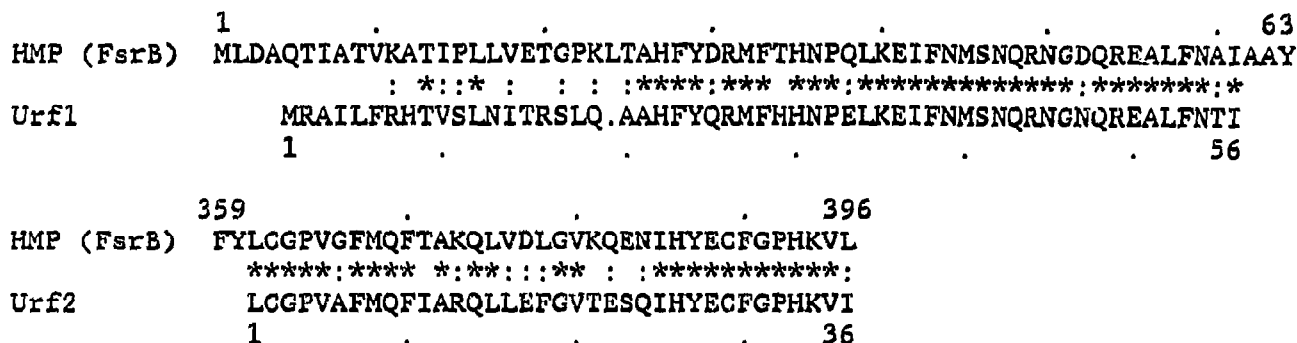 1 . . . . . 63
HMP (FsrB) MLDAQTIATVKATIPLLVETGPKLTAHFYDRMFTHNPQLKEIFNMSNQRNGDQREALFNAIAAY
: *::* : : : :****:*** ***:*************:*******:*
Urf1 MRAILFRHTVSLNITRSLQ.AAHFYQRMFHHNPELKEIFNMSNQRNGNQREALFNTI
1 . . . . . 56
359 . . . 396
HMP (FsrB) FYLCGPVGFMQFTAKQLVDLGVKQENIHYECFGPHKVL
*****:**** *:**:::** : :***********:
Urf2 LCGPVAFMQFIARQLLEFGVTESQIHYECFGPHKVI
1 . . . 36